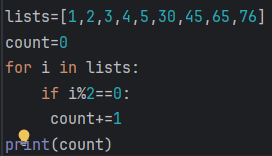 lists=[1,2,3,4,5,30,45,65,76]
count=0
for i in lists:
    if i%2==0:
     count+=1
print(count)